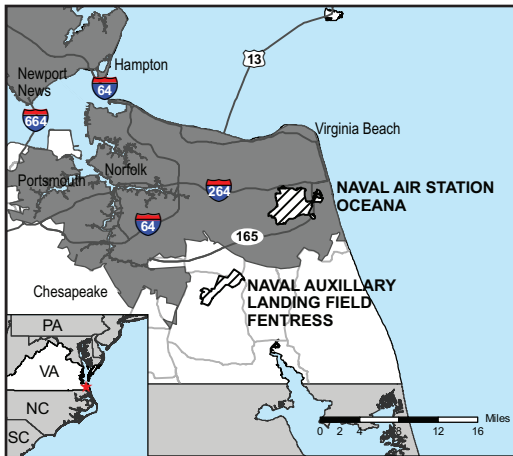 13
Hampton
Newport
News
64
664
Virginia Beach
Norfolk
Portsmouth
264
NAVAL AIR STATION
OCEANA
64
165
NAVAL AUXILLARY
LANDING FIELD
FENTRESS
Chesapeake
PA
VA
NC
SC
Miles
0 2 4 8 12 16